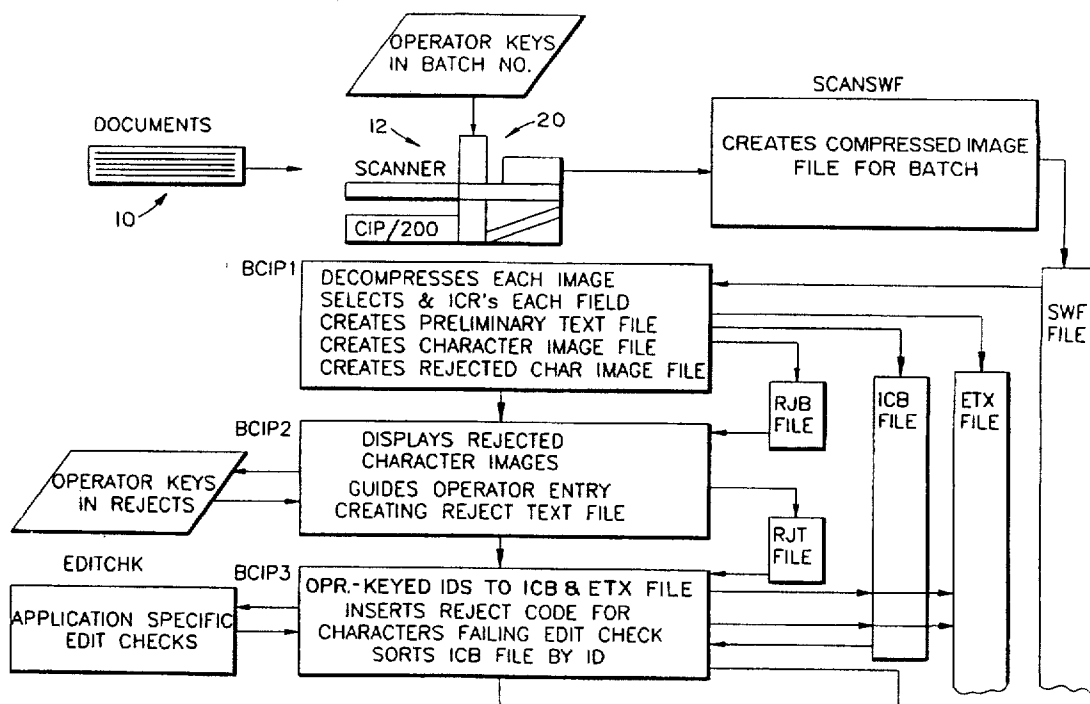 OPERATOR KEYS
IN BATCH NO.
SCANSWF
DOCUMENTS
12
20
CREATES COMPRESSED IMAGE
FILE FOR BATCH
SCANNER
10
CIP/200
BCIP1
DECOMPRESSES EACH IMAGE
SELECTS & ICR's EACH FIELD
CREATES PRELIMINARY TEXT FILE
CREATES CHARACTER IMAGE FILE
CREATES REJECTED CHAR IMAGE FILE
SWF
FILE
RJB
FILE
ICB
FILE
ETX
FILE
BCIP2
DISPLAYS REJECTED
CHARACTER IMAGES
GUIDES OPERATOR ENTRY
CREATING REJECT TEXT FILE
OPERATOR KEYS
IN REJECTS
RJT
FILE
EDITCHK
APPLICATION SPECIFIC
EDIT CHECKS
BCIP3
OPR.-KEYED IDS TO ICB & ETX FILE
INSERTS REJECT CODE FOR
CHARACTERS FAILING EDIT CHECK
SORTS ICB FILE BY ID